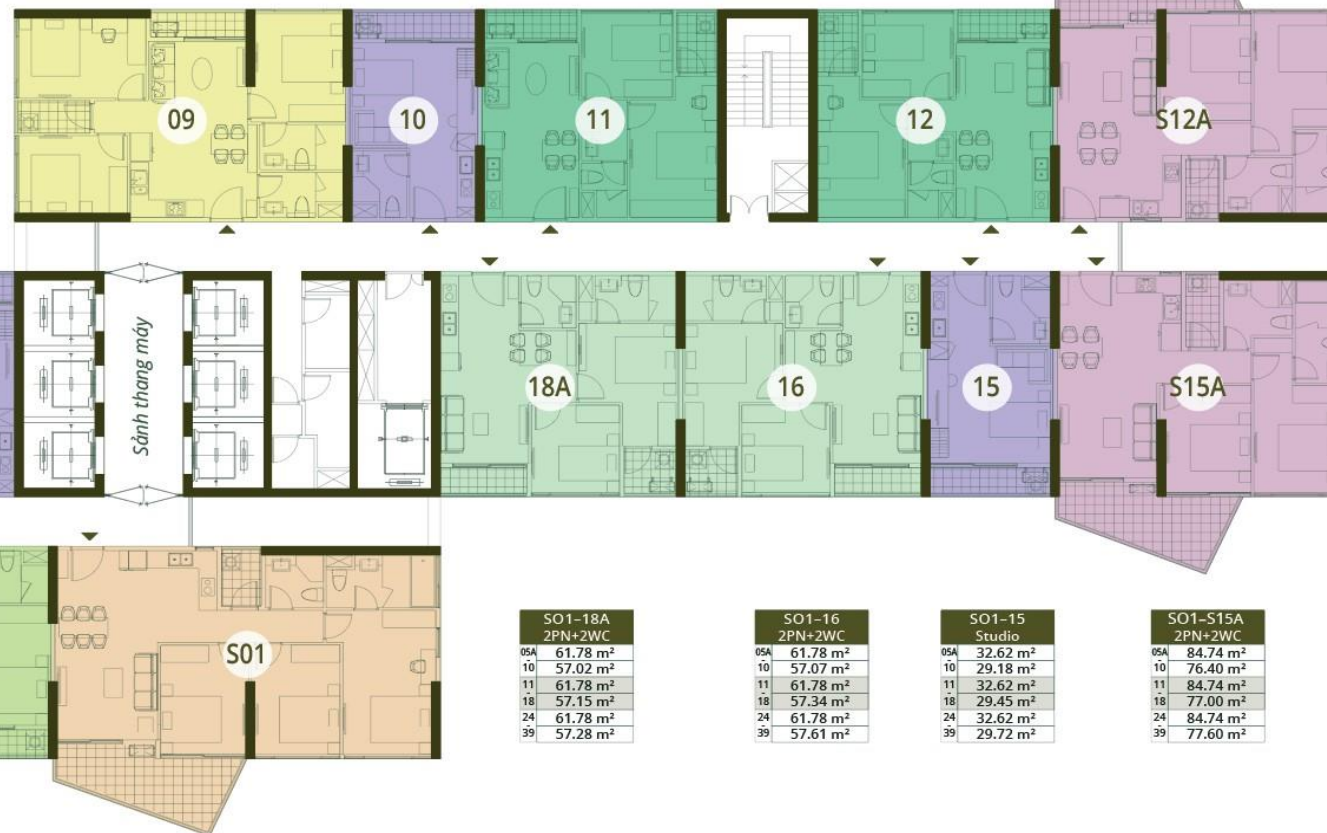 09
10
11
12
S12A
Sảnh thang máy
18A
16
15
S15A
S01
SO1-18A
2PN+2WC
05A 61.78 m²
-
10 57.02 m²
11 61.78 m²
-
18 57.15 m²
24 61.78 m²
-
39 57.28 m²
SO1-16
2PN+2WC
05A 61.78 m²
-
10 57.07 m²
11 61.78 m²
-
18 57.34 m²
24 61.78 m²
-
39 57.61 m²
SO1-15
Studio
05A 32.62 m²
-
10 29.18 m²
11 32.62 m²
-
18 29.45 m²
24 32.62 m²
-
39 29.72 m²
SO1-S15A
2PN+2WC
05A 84.74 m²
-
10 76.40 m²
11 84.74 m²
-
18 77.00 m²
24 84.74 m²
-
39 77.60 m²